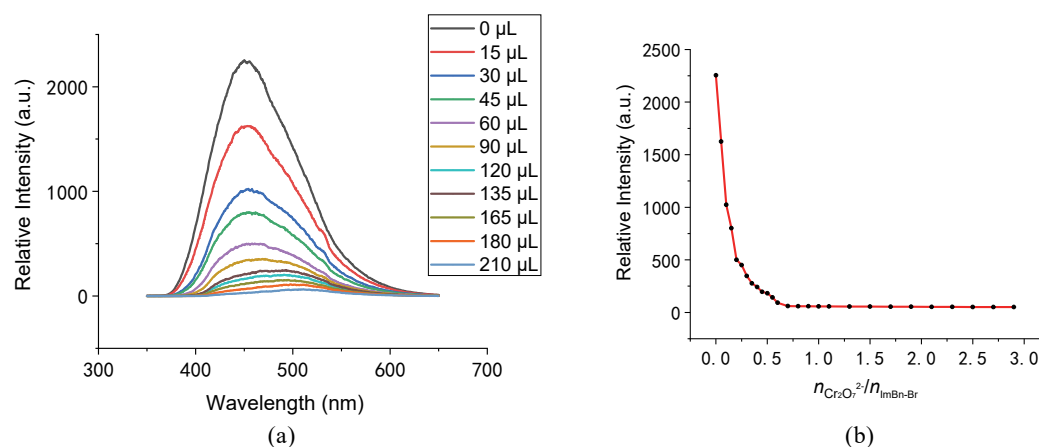 Relative Intensity (a.u.)
2000
1000
0
300 400 500 600 700
Wavelength (nm)
0 µL
15 µL
30 µL
45 µL
60 µL
90 µL
120 µL
135 µL
165 µL
180 µL
210 µL
(a)
Relative Intensity (a.u.)
2500
2000
1500
1000
500
0
0.0 0.5 1.0 1.5 2.0 2.5 3.0
nCr₂O₇²⁻/nImBn-Br
(b)